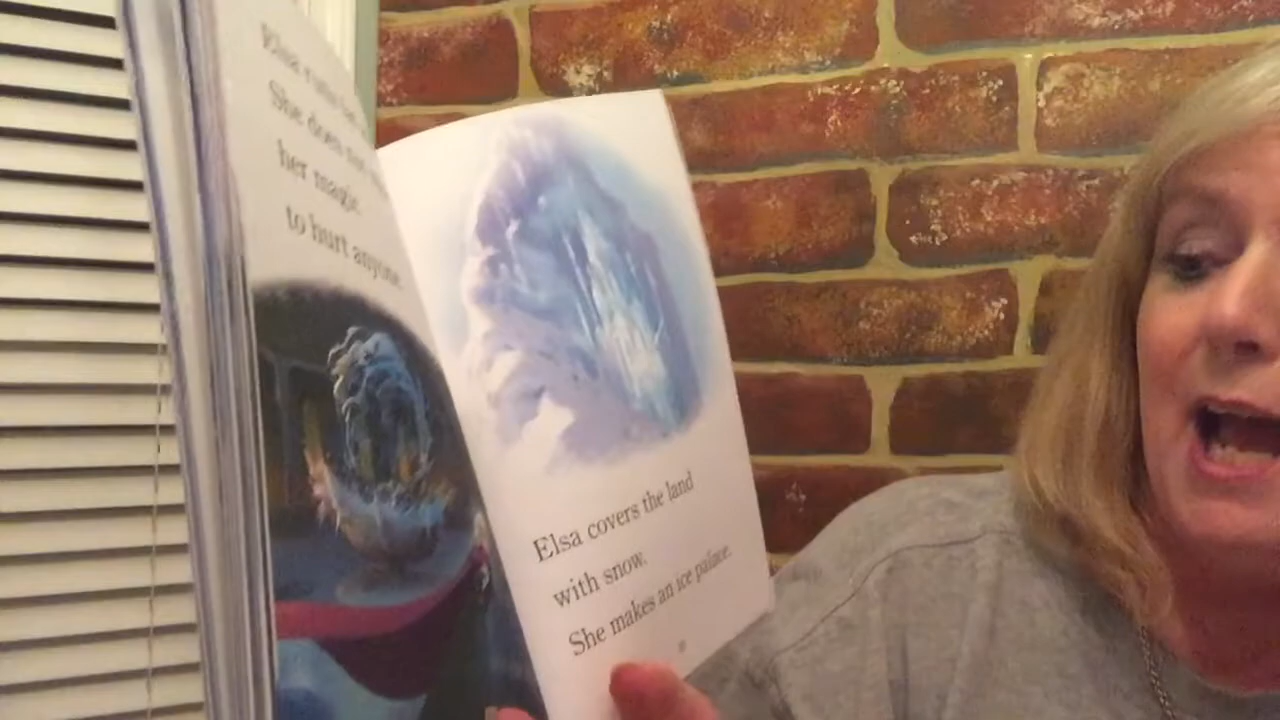 Elsa runs
She does not
her magic
to hurt anyone.
Elsa covers the land
with snow.
She makes an ice palace.